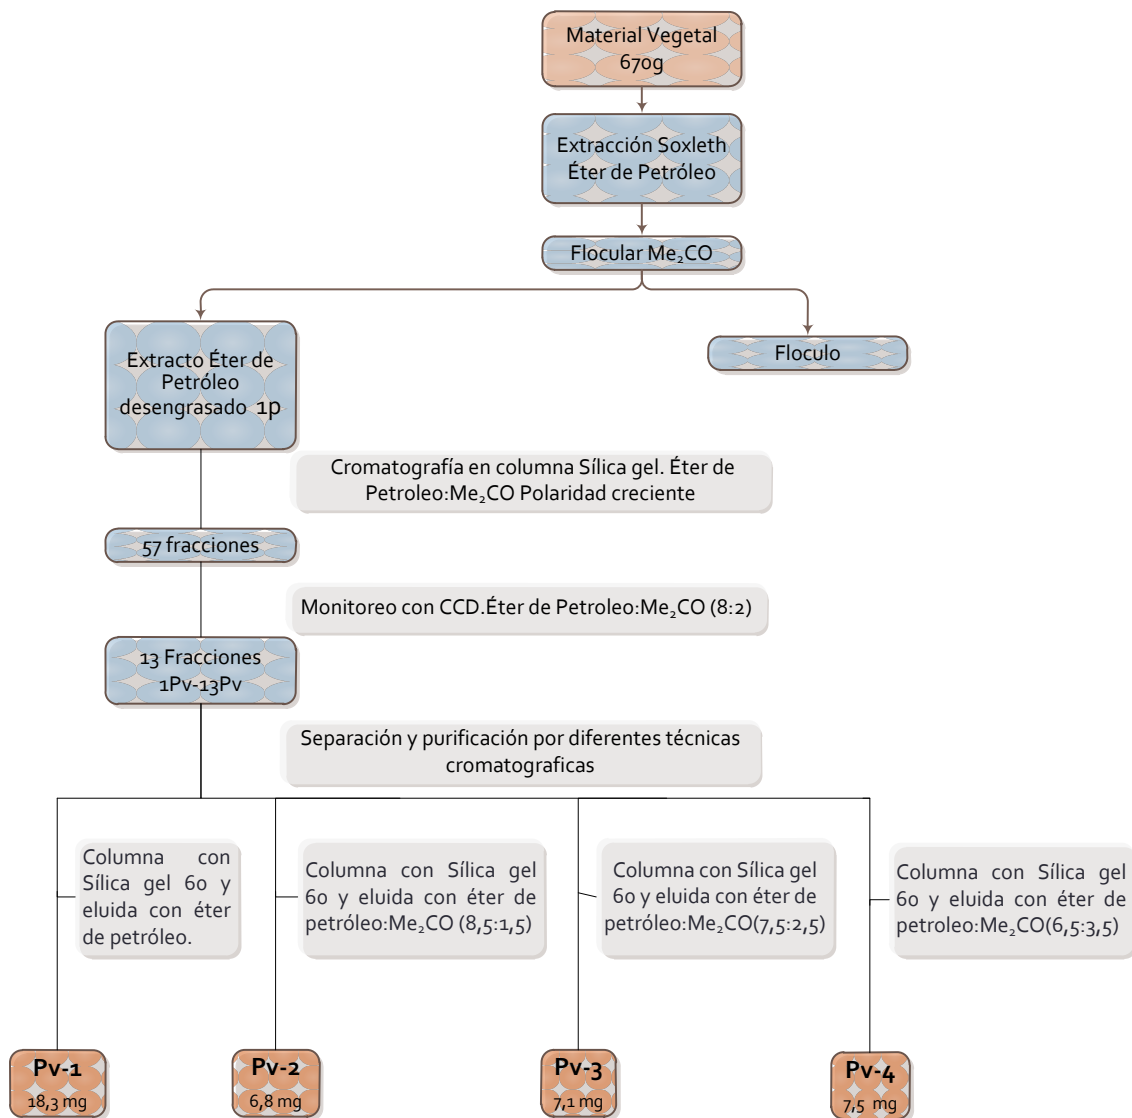 Material Vegetal
670g
Extracción Soxleth
Éter de Petróleo
Flocular Me₂CO
Extracto Éter de
Petróleo
desengrasado 1p
Floculo
Cromatografía en columna Sílica gel. Éter de
Petroleo:Me₂CO Polaridad creciente
57 fracciones
Monitoreo con CCD.Éter de Petroleo:Me₂CO (8:2)
13 Fracciones
1Pv-13Pv
Separación y purificación por diferentes técnicas
cromatograficas
Columna con
Sílica gel 60 y
eluida con éter
de petróleo.
Columna con Sílica gel
60 y eluida con éter de
petróleo:Me₂CO (8,5:1,5)
Columna con Sílica gel
60 y eluida con éter de
petróleo:Me₂CO(7,5:2,5)
Columna con Sílica gel
60 y eluida con éter de
petroleo:Me₂CO(6,5:3,5)
Pv-1
18,3 mg
Pv-2
6,8 mg
Pv-3
7,1 mg
Pv-4
7,5 mg